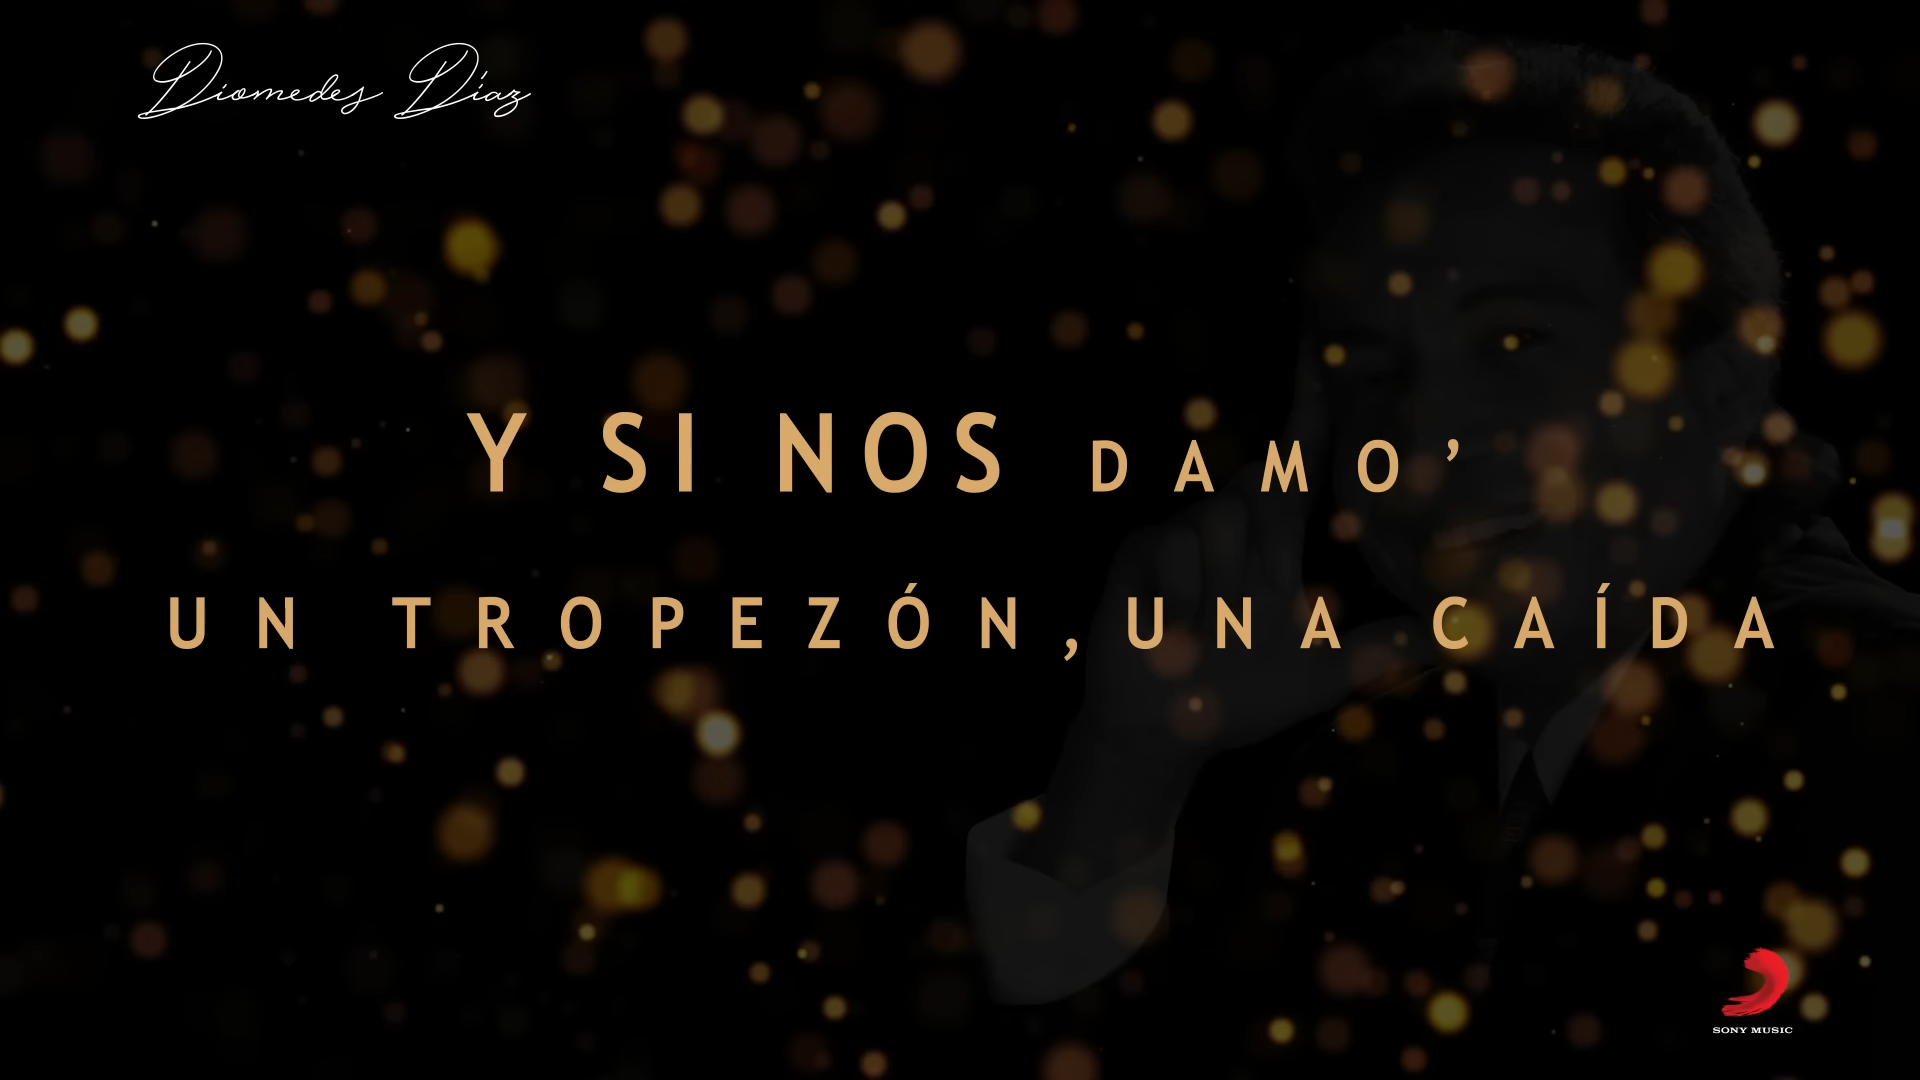 Diomedes Díaz
Y SI NOS DAMO’
UN TROPEZÓN, UNA CAÍDA
SONY MUSIC